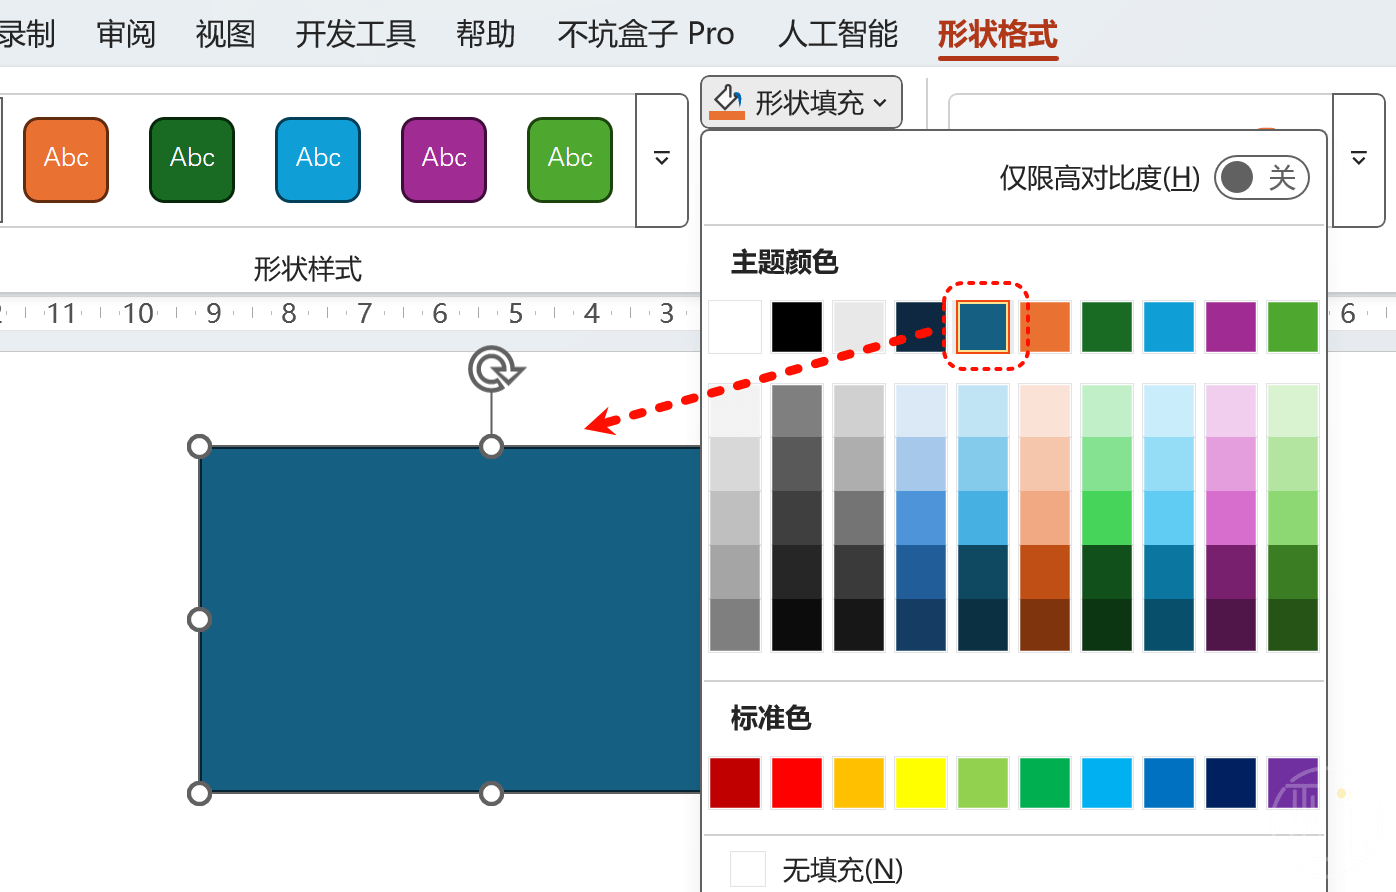 录制 审阅 视图 开发工具 帮助 不坑盒子 Pro 人工智能 形状格式
形状填充
Abc Abc Abc Abc Abc
仅限高对比度(H) 关
主题颜色
形状样式
11 10 9 8 7 6 5 4 3 6
标准色
无填充(N)